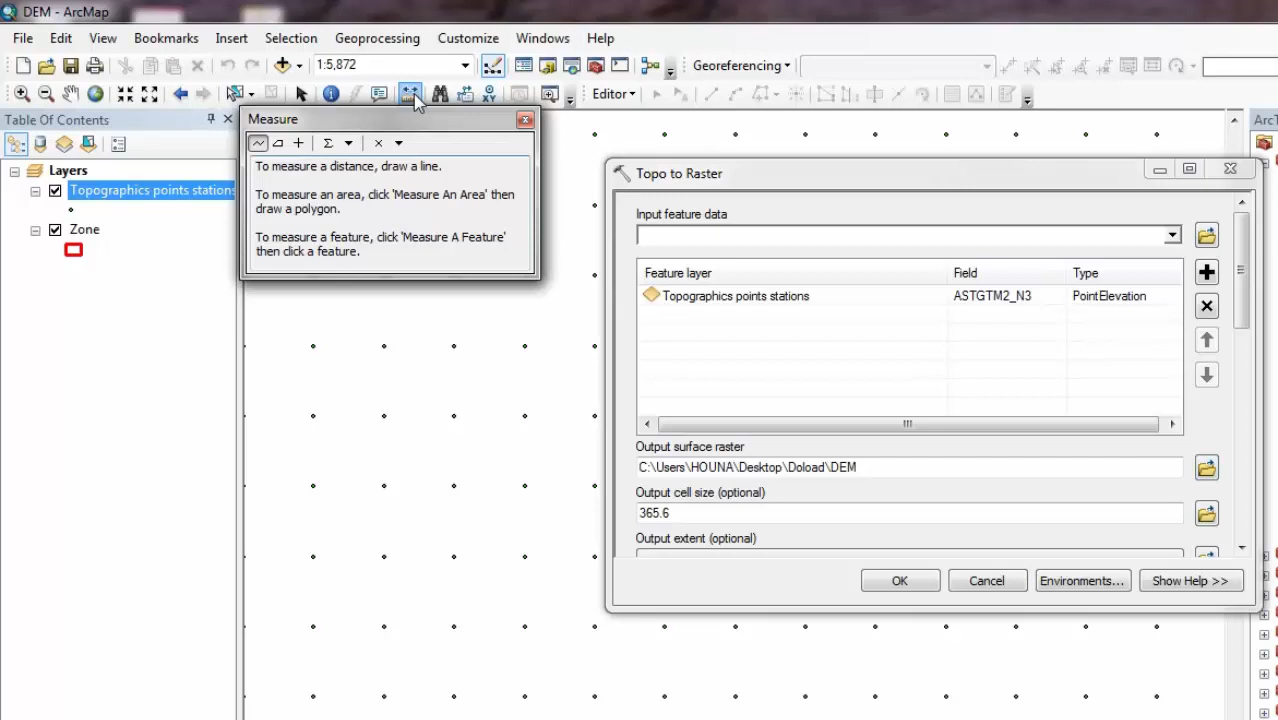 DEM - ArcMap
File Edit View Bookmarks Insert Selection Geoprocessing Customize Windows Help
1:5,872
Georeferencing
Editor
Table Of Contents
Layers
Topographics points stations
Zone
Measure
To measure a distance, draw a line.
To measure an area, click 'Measure An Area' then
draw a polygon.
To measure a feature, click 'Measure A Feature'
then click a feature.
ArcT
Topo to Raster
Input feature data
Feature layer Field Type
Topographics points stations ASTGTM2_N3 PointElevation
Output surface raster
C:\Users\HOUNA\Desktop\Doload\DEM
Output cell size (optional)
365.6
Output extent (optional)
OK Cancel Environments... Show Help >>